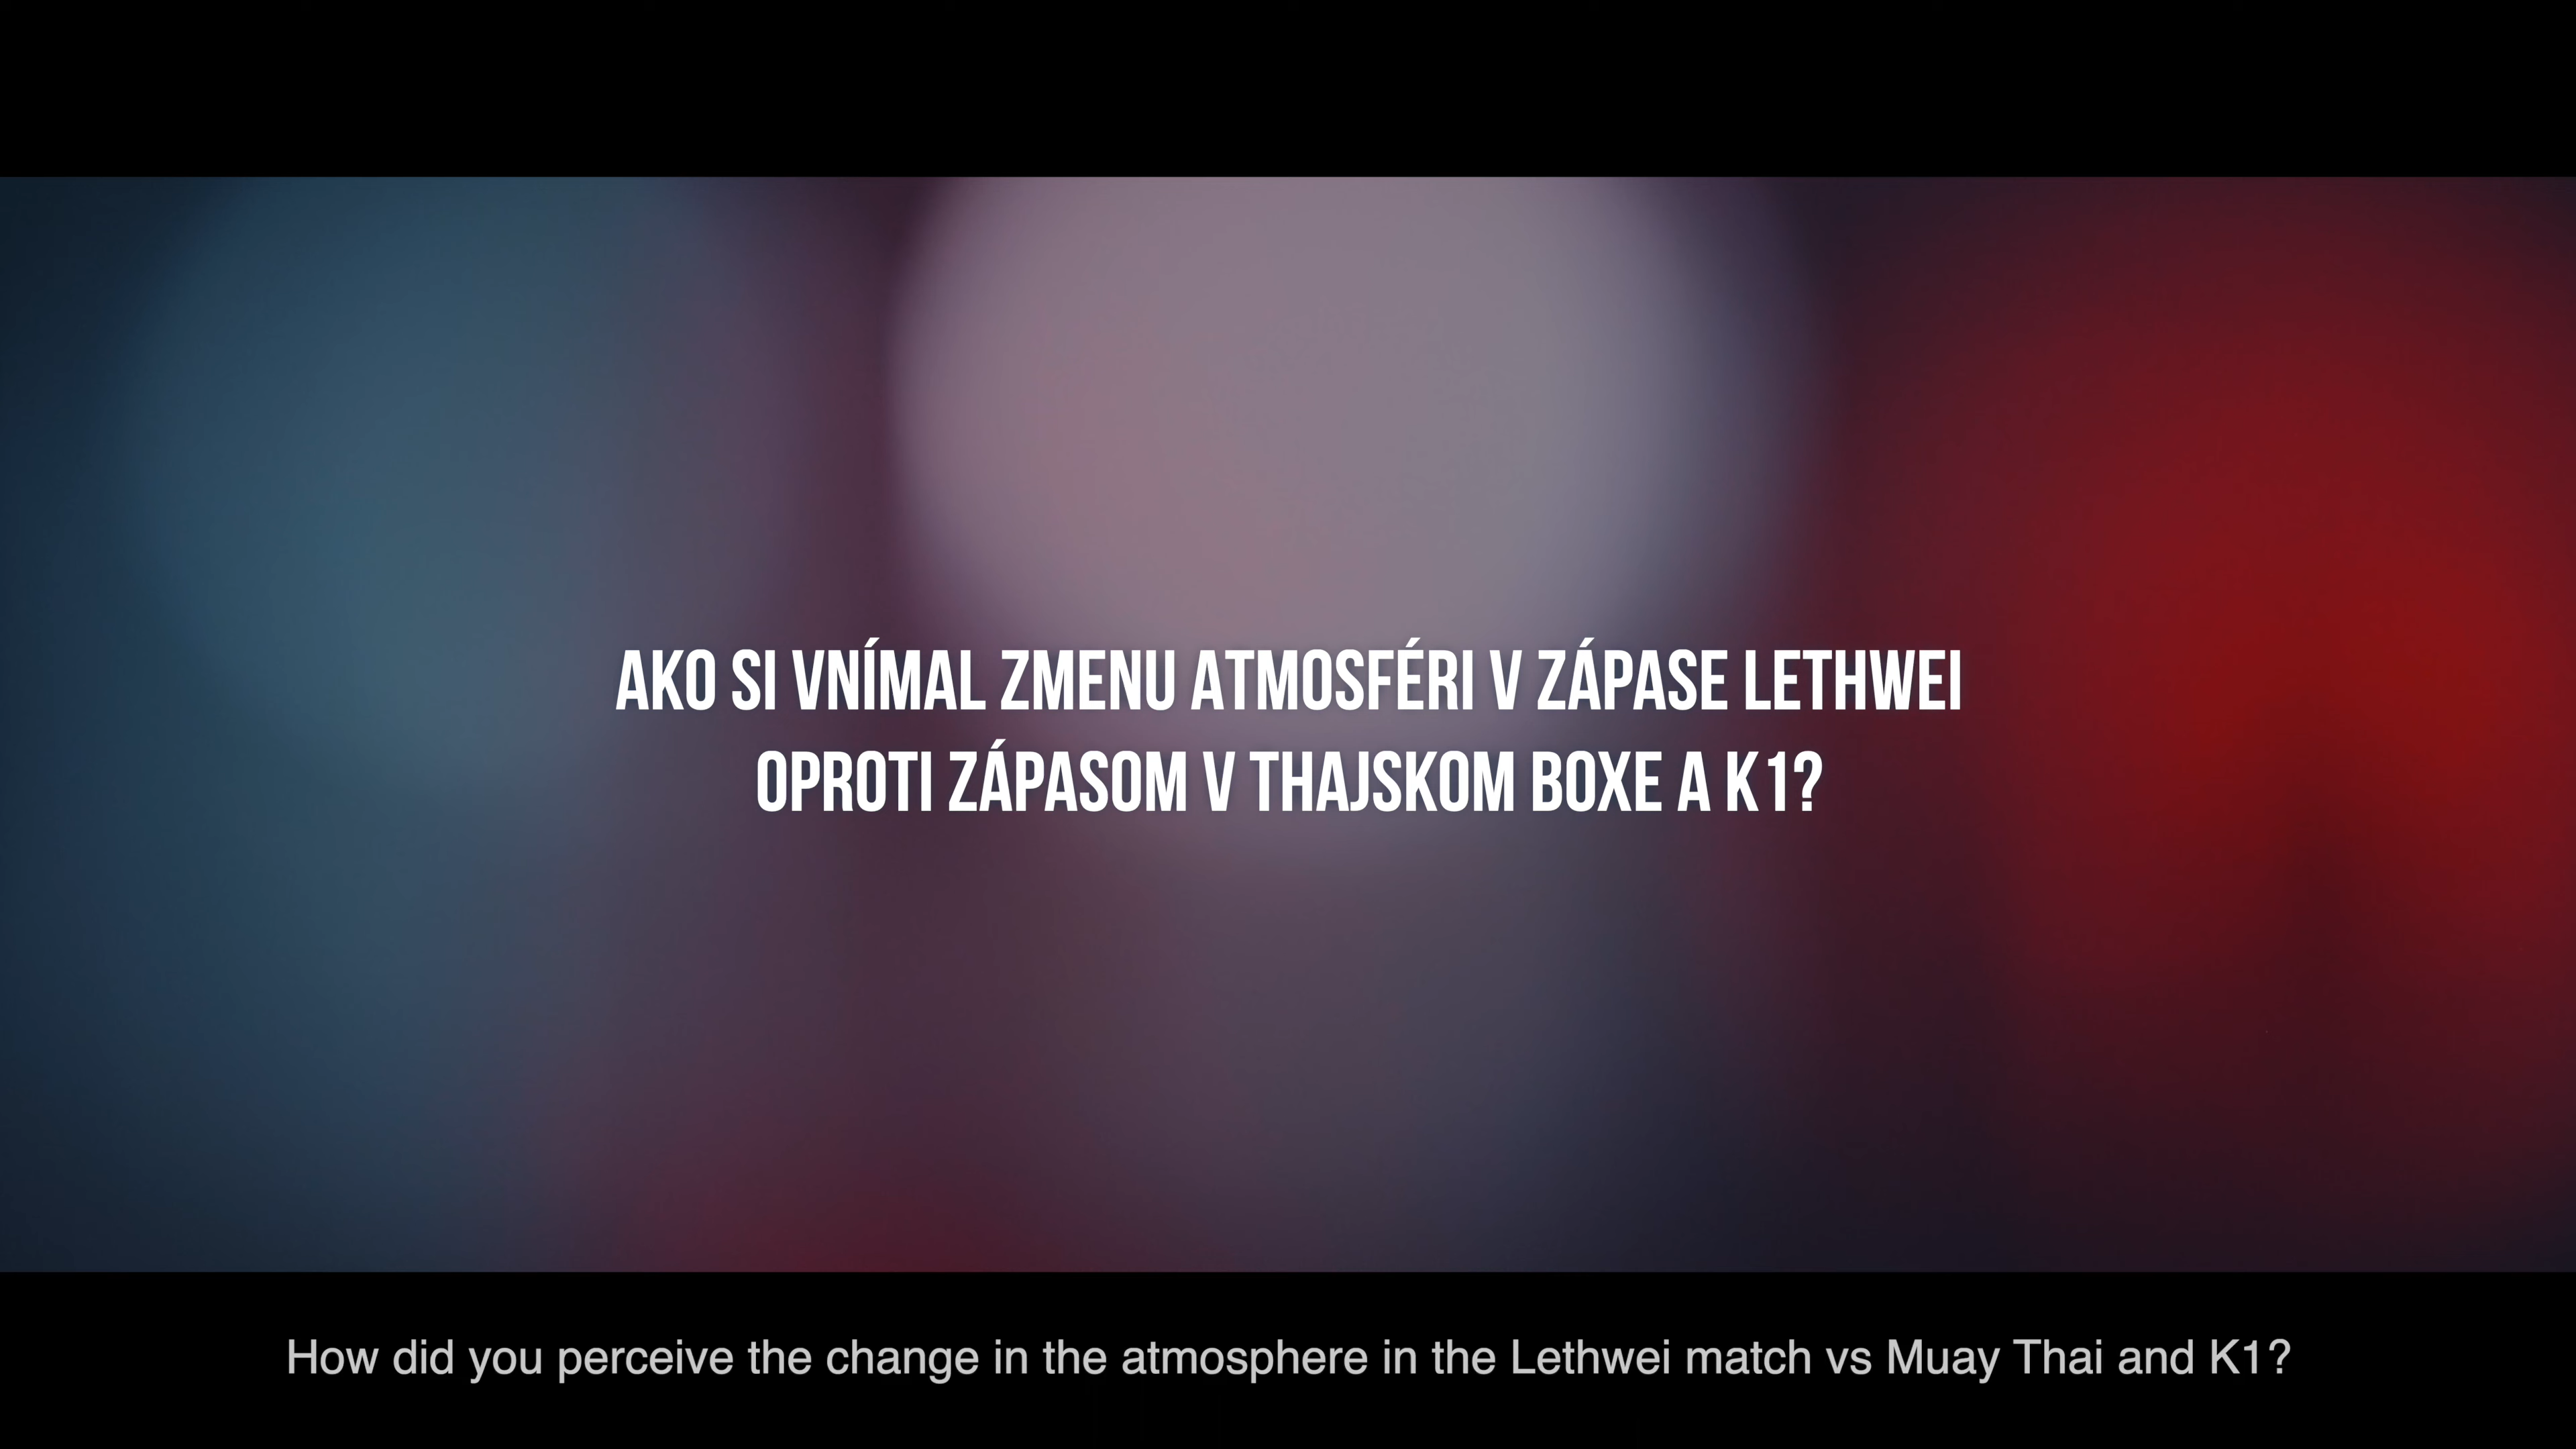 AKO SI VNÍMAL ZMENU ATMOSFÉRI V ZÁPASE LETHWEI
OPROTI ZÁPASOM V THAJSKOM BOXE A K1?
How did you perceive the change in the atmosphere in the Lethwei match vs Muay Thai and K1?